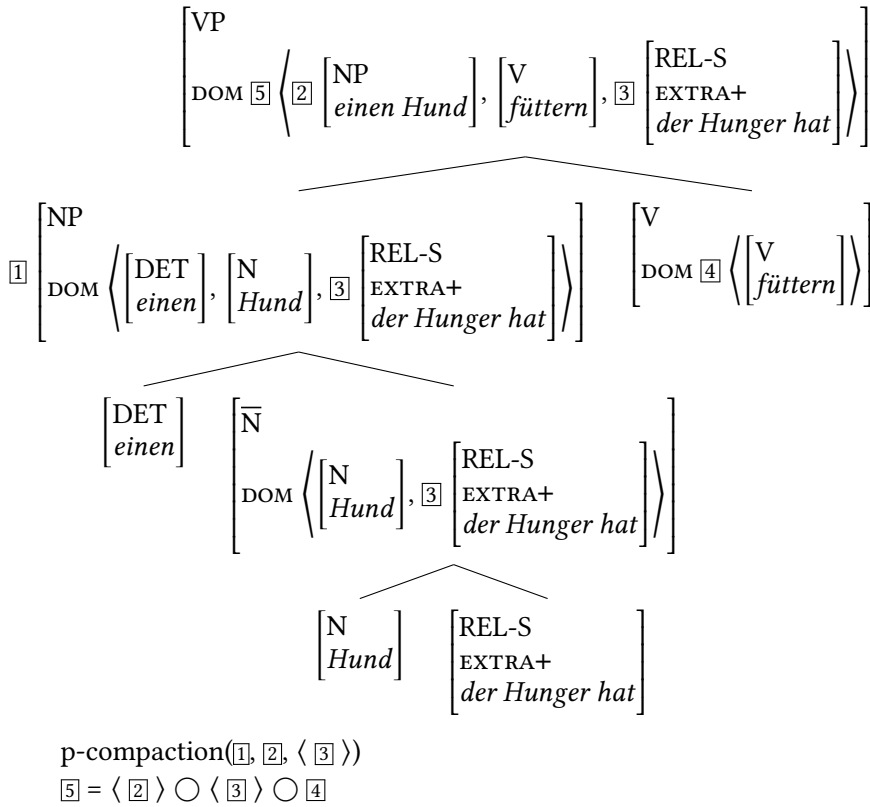 VP
DOM 5 ⟨ 2 [NP einen Hund], [V füttern], 3 [REL-S EXTRA+ der Hunger hat] ⟩
1 NP
DOM ⟨ [DET einen], [N Hund], 3 [REL-S EXTRA+ der Hunger hat] ⟩
V
DOM 4 ⟨ [V füttern] ⟩
DET
einen
N̅
DOM ⟨ [N Hund], 3 [REL-S EXTRA+ der Hunger hat] ⟩
N
Hund
REL-S
EXTRA+
der Hunger hat
p-compaction(1, 2, ⟨ 3 ⟩)
5 = ⟨ 2 ⟩ ◯ ⟨ 3 ⟩ ◯ 4